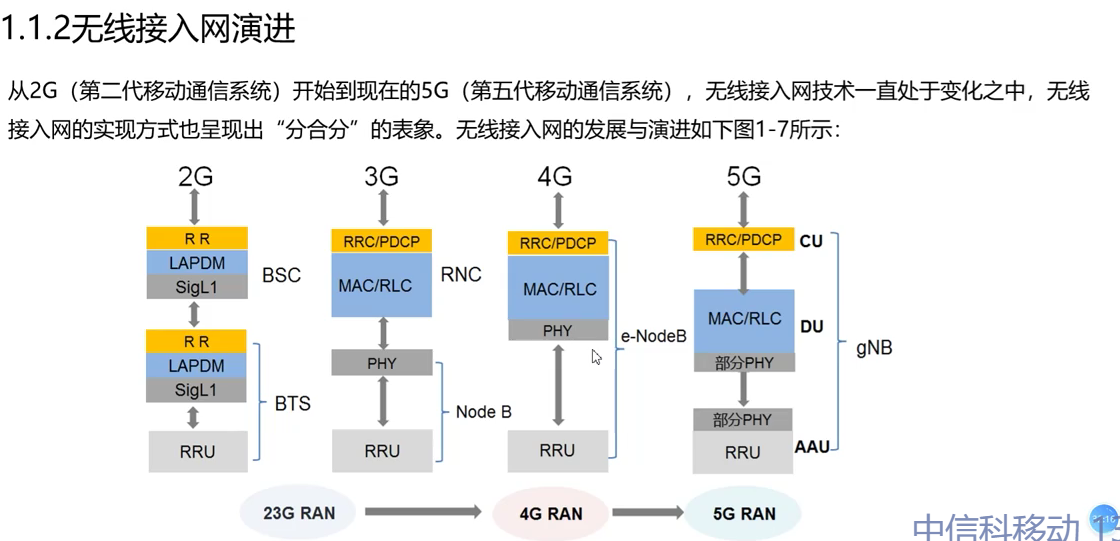 1.1.2无线接入网演进
从2G（第二代移动通信系统）开始到现在的5G（第五代移动通信系统），无线接入网技术一直处于变化之中，无线
接入网的实现方式也呈现出“分合分”的表象。无线接入网的发展与演进如下图1-7所示：
2G
3G
4G
5G
R R
LAPDM
SigL1
BSC
R R
LAPDM
SigL1
RRU
BTS
RRC/PDCP
MAC/RLC
RNC
PHY
RRU
Node B
RRC/PDCP
MAC/RLC
PHY
RRU
e-NodeB
RRC/PDCP
CU
MAC/RLC
部分PHY
DU
部分PHY
RRU
AAU
gNB
23G RAN
4G RAN
5G RAN
中信科移动